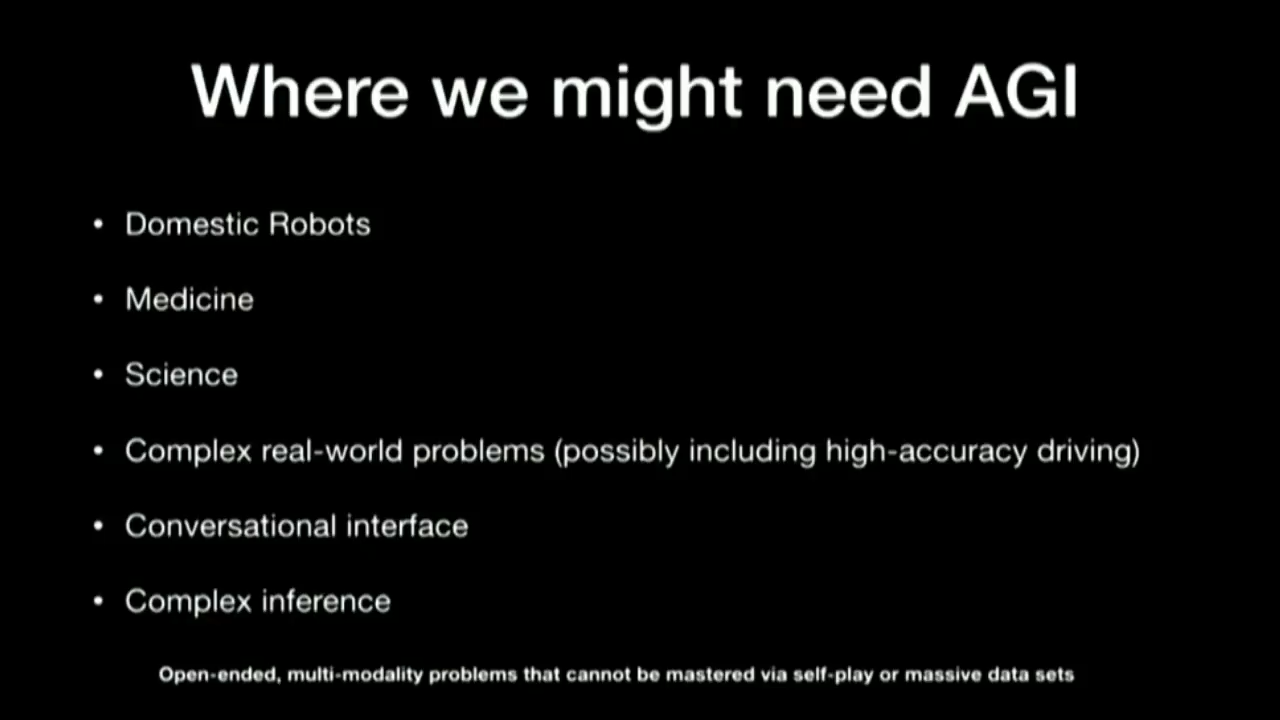 Where we might need AGI
• Domestic Robots
• Medicine
• Science
• Complex real-world problems (possibly including high-accuracy driving)
• Conversational interface
• Complex inference
Open-ended, multi-modality problems that cannot be mastered via self-play or massive data sets